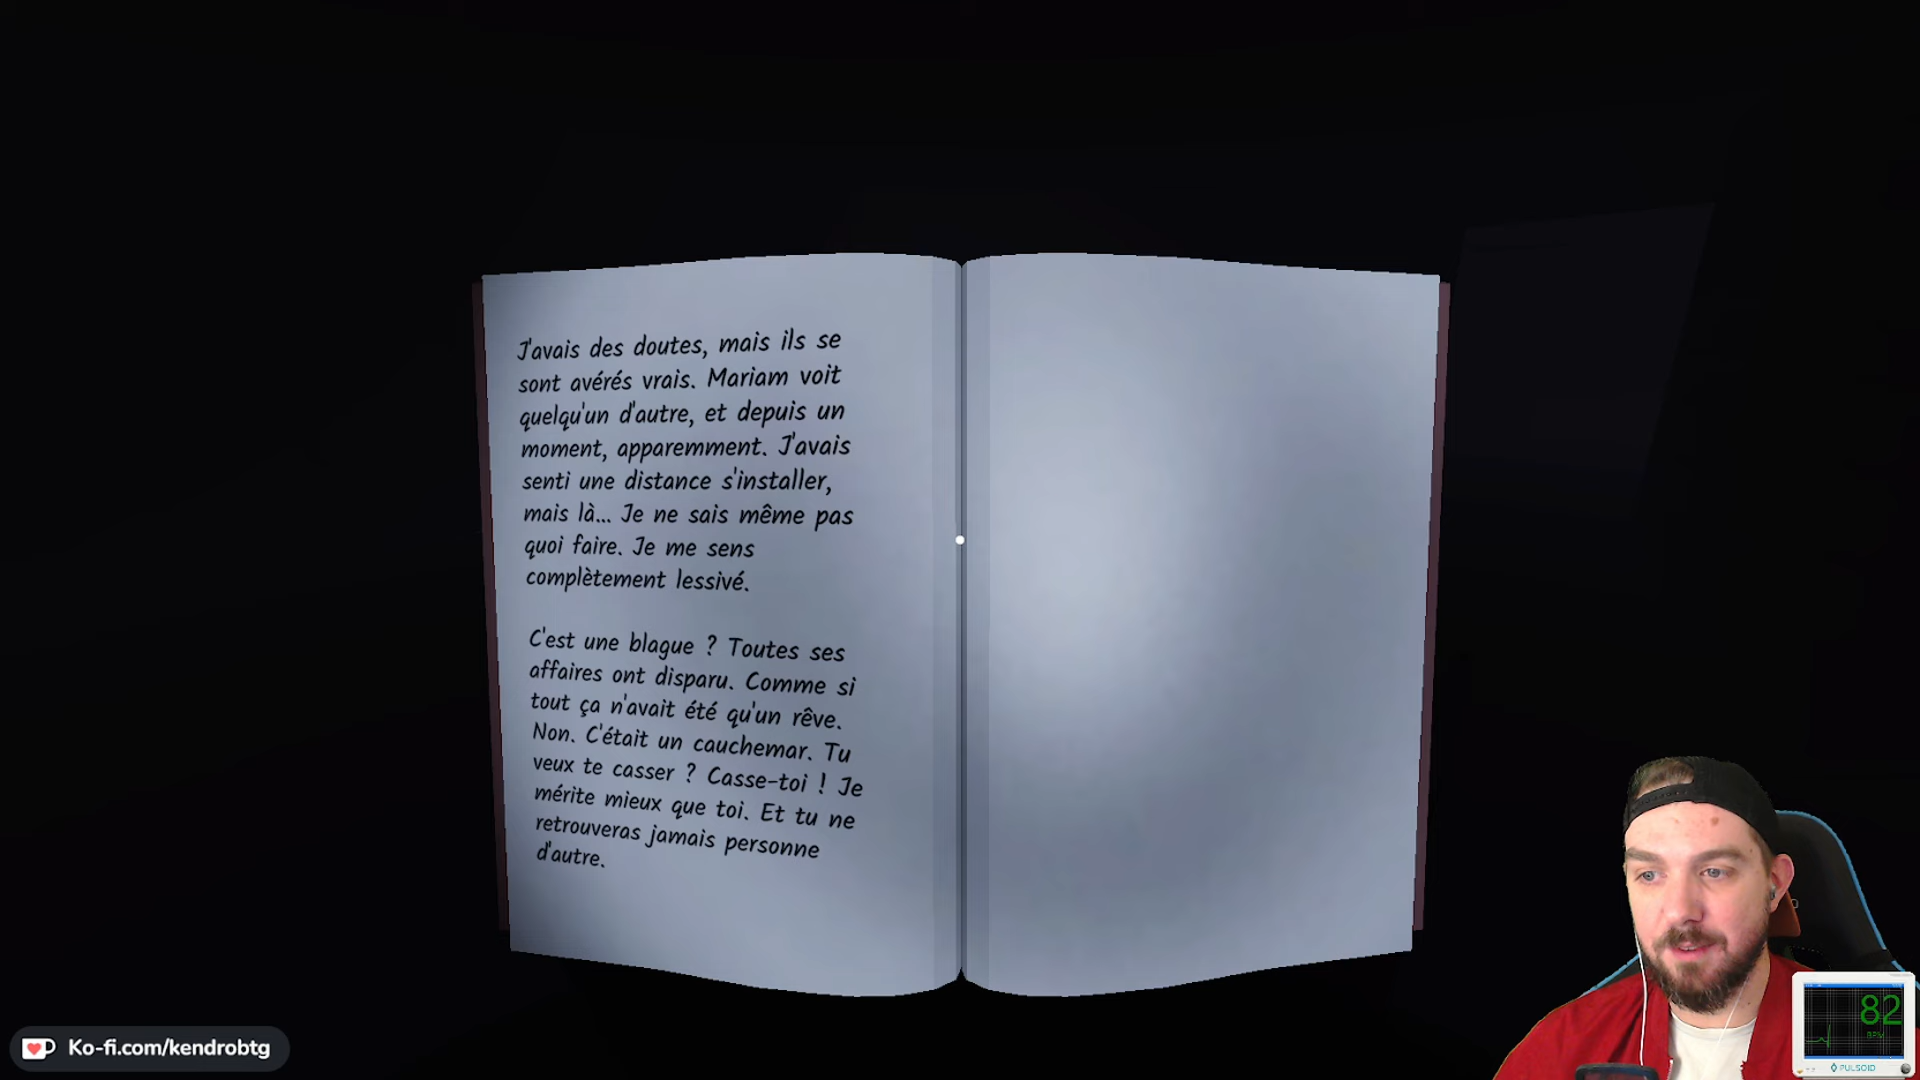 J'avais des doutes, mais ils se
sont avérés vrais. Mariam voit
quelqu'un d'autre, et depuis un
moment, apparemment. J'avais
senti une distance s'installer,
mais là... Je ne sais même pas
quoi faire. Je me sens
complètement lessivé.
C'est une blague ? Toutes ses
affaires ont disparu. Comme si
tout ça n'avait été qu'un rêve.
Non. C'était un cauchemar. Tu
veux te casser ? Casse-toi ! Je
mérite mieux que toi. Et tu ne
retrouveras jamais personne
d'autre.
Ko-fi.com/kendrobtg
82
BPM
PULSOID